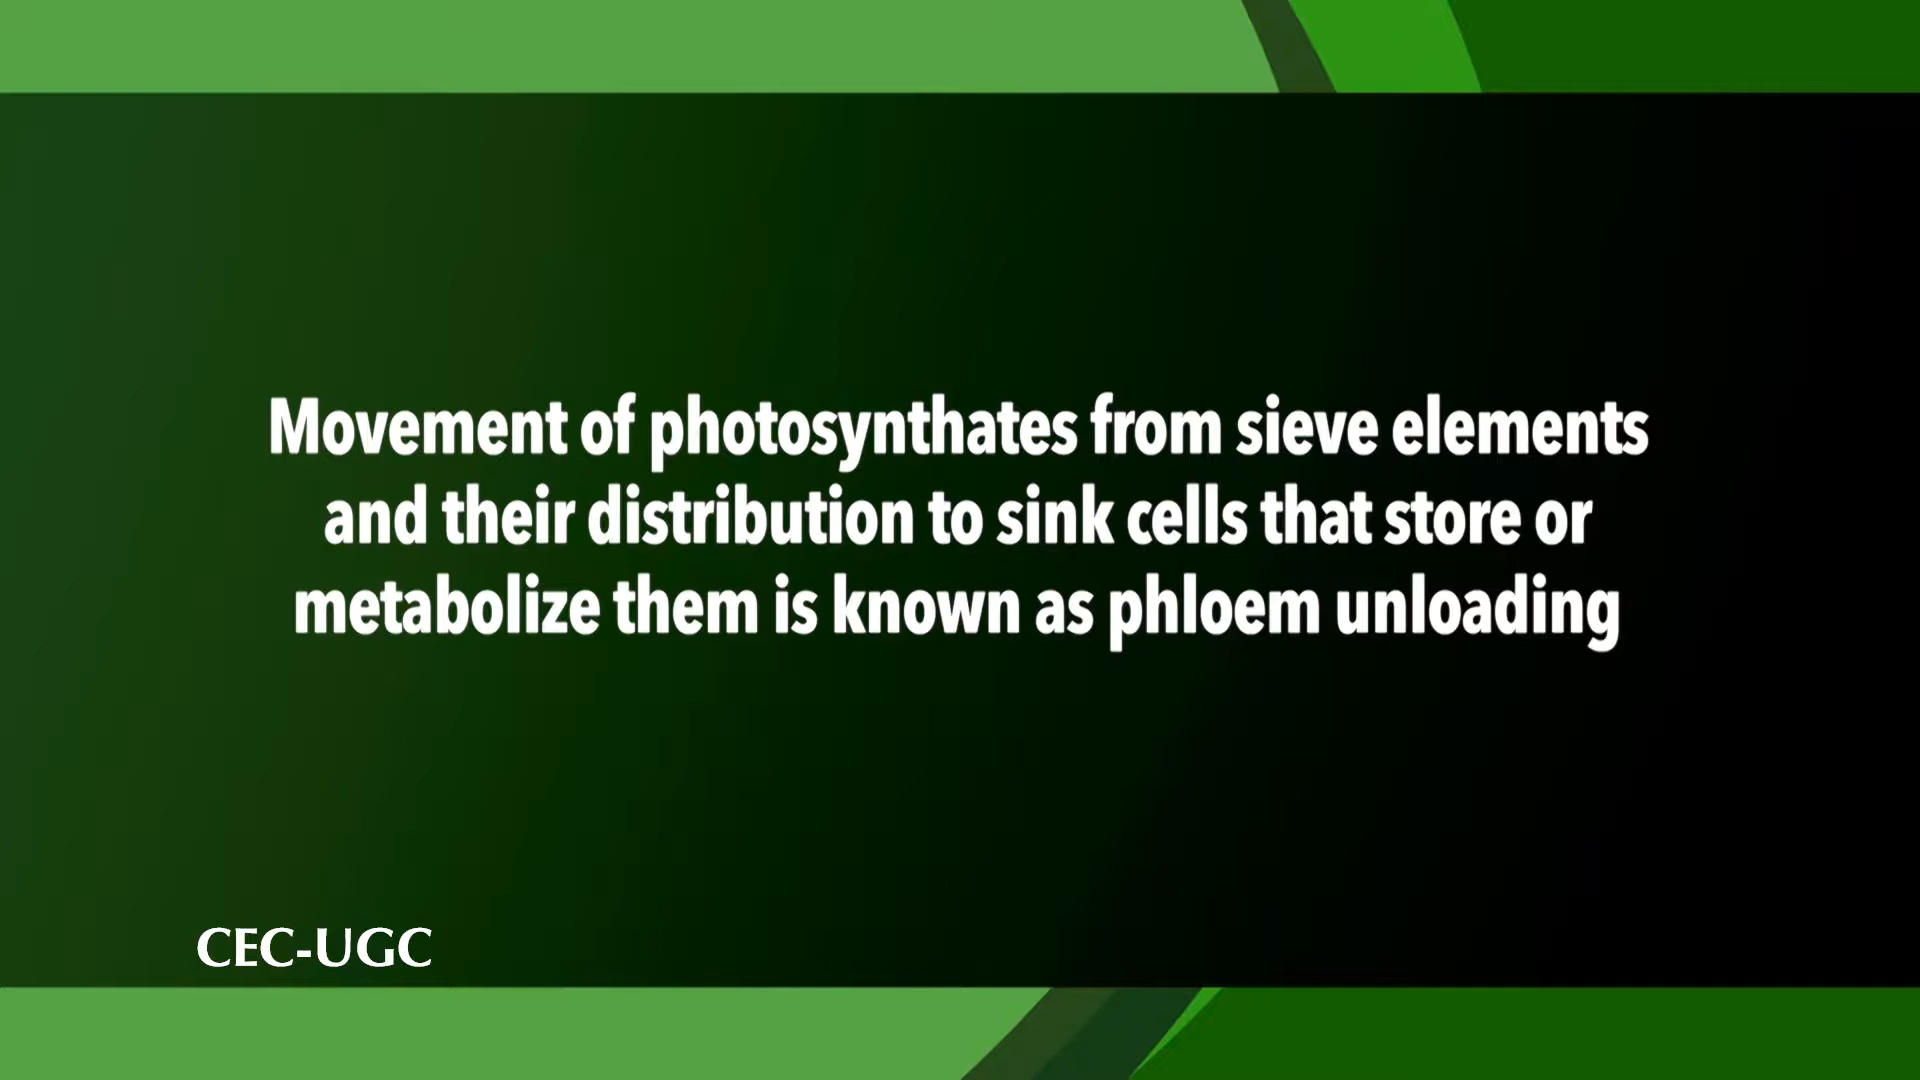 Movement of photosynthates from sieve elements
and their distribution to sink cells that store or
metabolize them is known as phloem unloading
CEC-UGC